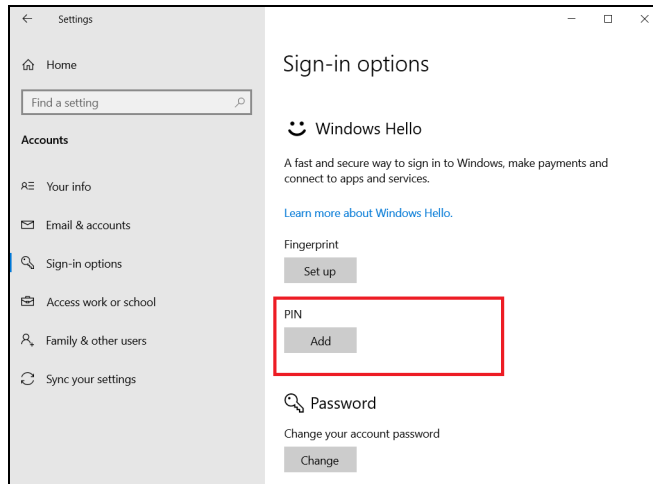 Settings
Home
Find a setting
Accounts
Your info
Email & accounts
Sign-in options
Access work or school
Family & other users
Sync your settings
Sign-in options
Windows Hello
A fast and secure way to sign in to Windows, make payments and
connect to apps and services.
Learn more about Windows Hello.
Fingerprint
Set up
PIN
Add
Password
Change your account password
Change